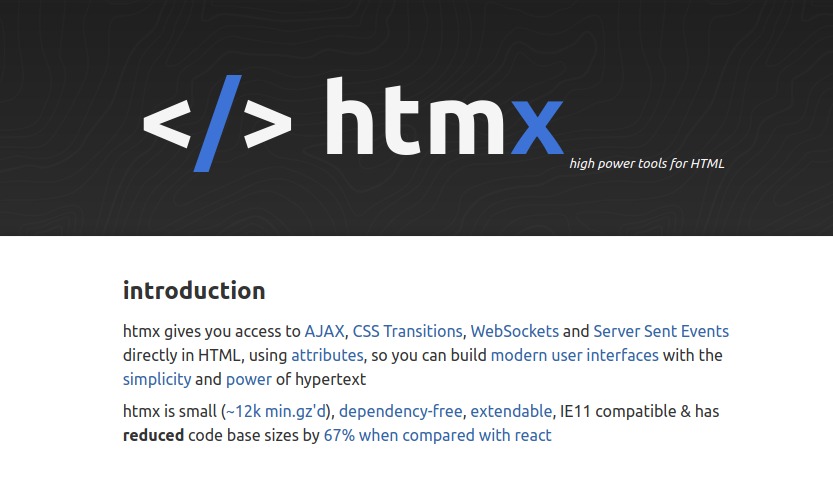 </> htmx
high power tools for HTML
introduction
htmx gives you access to AJAX, CSS Transitions, WebSockets and Server Sent Events
directly in HTML, using attributes, so you can build modern user interfaces with the
simplicity and power of hypertext
htmx is small (~12k min.gz'd), dependency-free, extendable, IE11 compatible & has
reduced code base sizes by 67% when compared with react